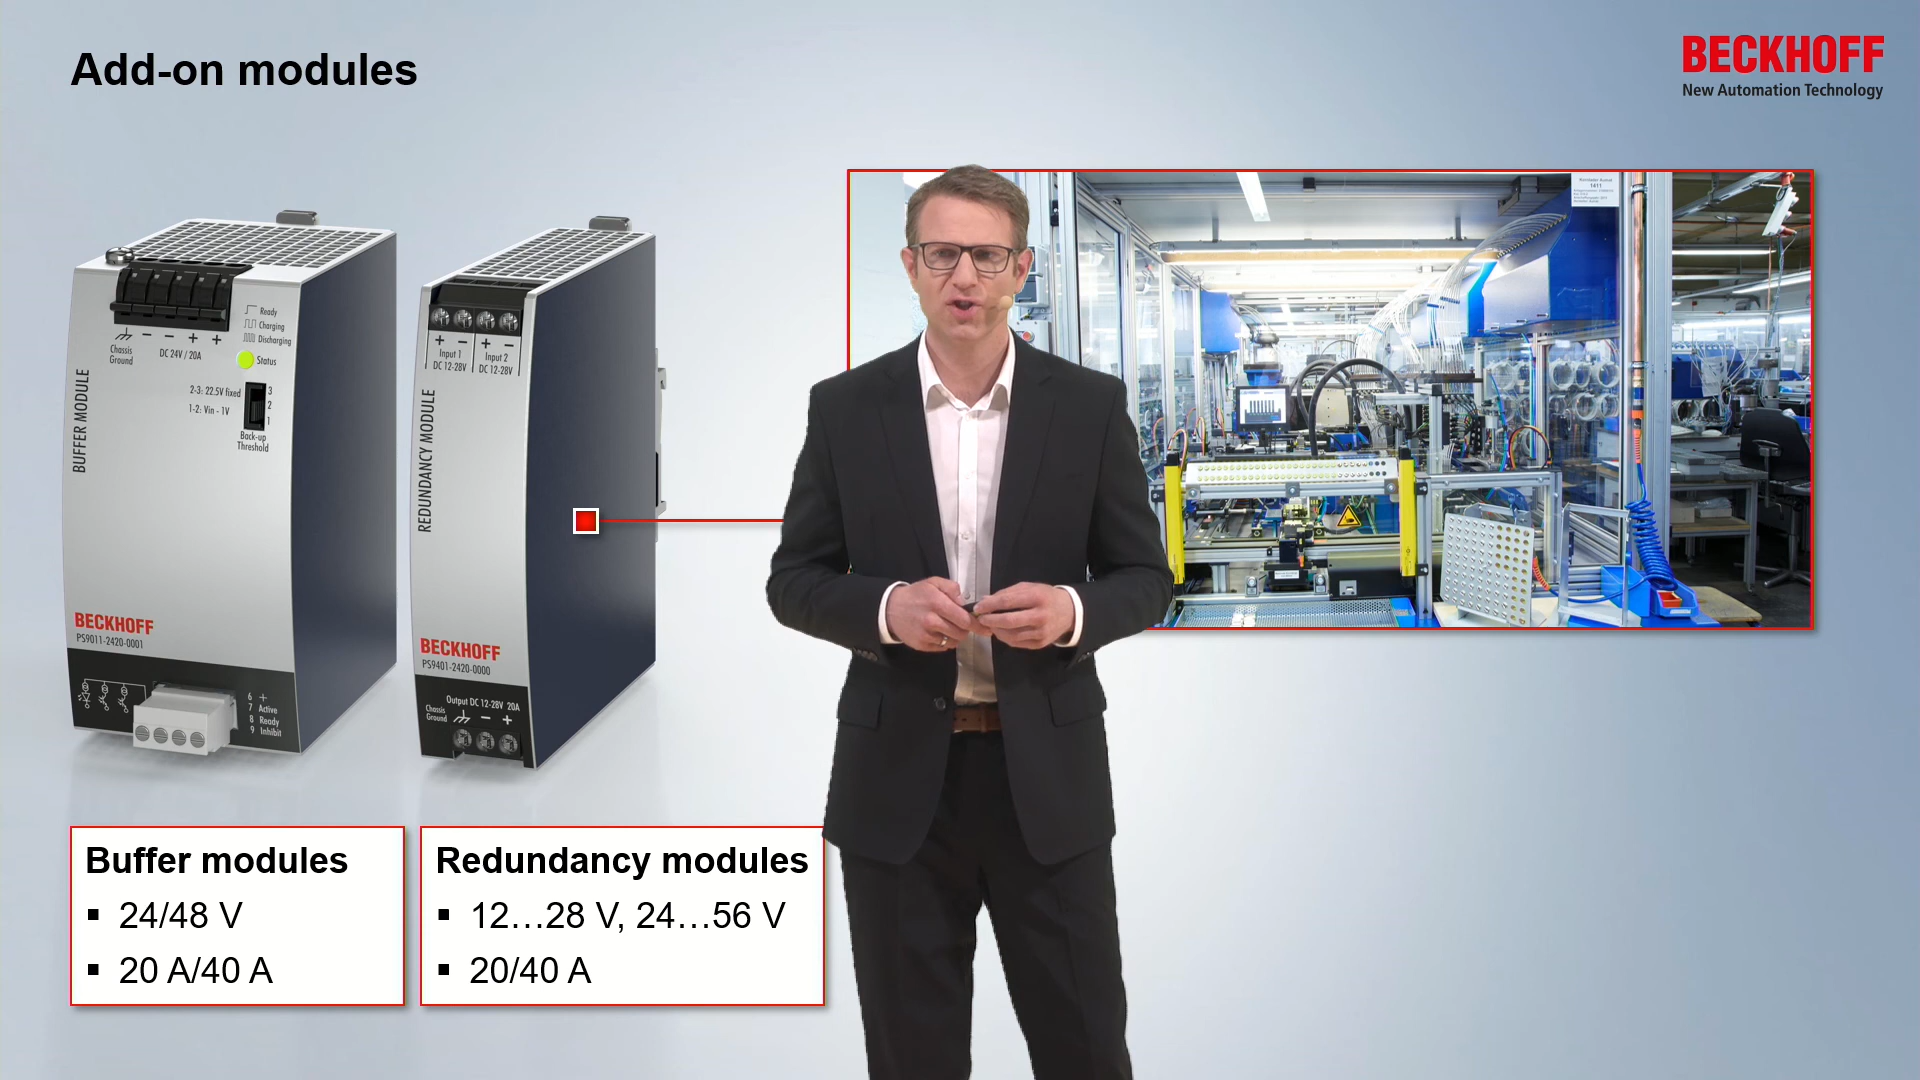 Add-on modules
BECKHOFF
New Automation Technology
Ready
Charging
Discharging
Status
Chassis
Ground
DC 24V / 20A
2-3: 22.5V fixed
1-2: Vin - 1V
3
2
1
Back-up
Threshold
BUFFER MODULE
BECKHOFF
PS9011-2420-0001
6 +
7 Active
8 Ready
9 Inhibit
+ − + −
Input 1
DC 12-28V
Input 2
DC 12-28V
REDUNDANCY MODULE
BECKHOFF
PS9401-2420-0000
Output DC 12-28V 20A
Chassis
Ground
− +
1411
Buffer modules
▪ 24/48 V
▪ 20 A/40 A
Redundancy modules
▪ 12…28 V, 24…56 V
▪ 20/40 A